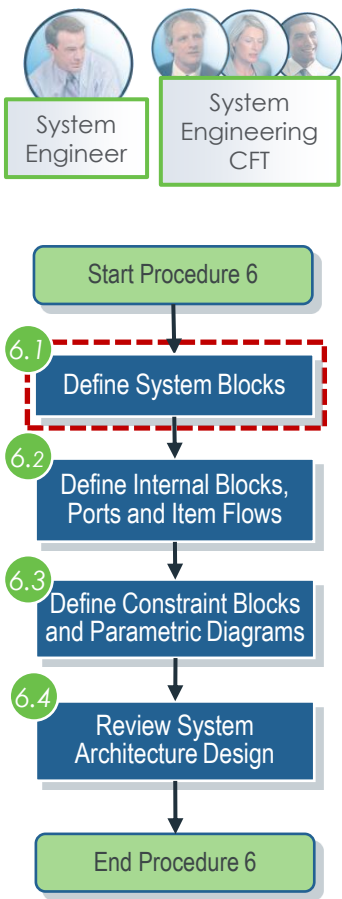 System
Engineer
System
Engineering
CFT
Start Procedure 6
6.1
Define System Blocks
6.2
Define Internal Blocks,
Ports and Item Flows
6.3
Define Constraint Blocks
and Parametric Diagrams
6.4
Review System
Architecture Design
End Procedure 6